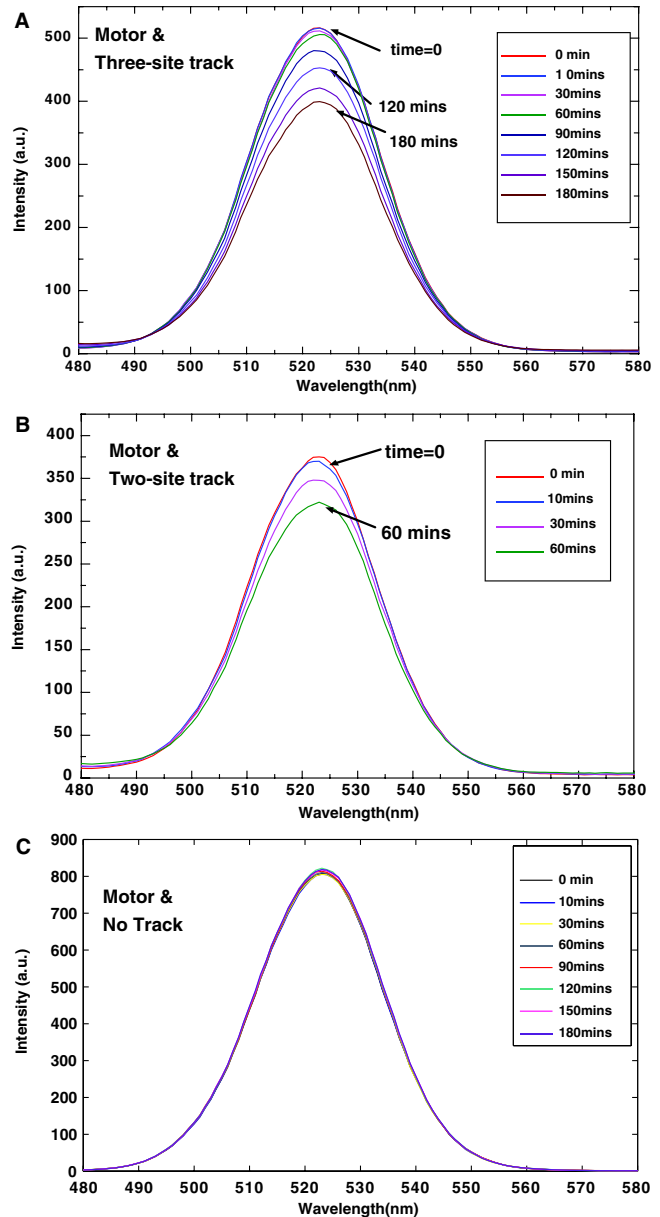 A
Motor &
Three-site track
time=0
120 mins
180 mins
0 min
1 0mins
30mins
60mins
90mins
120mins
150mins
180mins
Intensity (a.u.)
500
400
300
200
100
0
480 490 500 510 520 530 540 550 560 570 580
Wavelength(nm)
B
Motor &
Two-site track
time=0
60 mins
0 min
10mins
30mins
60mins
Intensity (a.u.)
400
350
300
250
200
150
100
50
0
480 490 500 510 520 530 540 550 560 570 580
Wavelength(nm)
C
Motor &
No Track
0 min
10mins
30mins
60mins
90mins
120mins
150mins
180mins
Intensity (a.u.)
900
800
700
600
500
400
300
200
100
0
480 490 500 510 520 530 540 550 560 570 580
Wavelength(nm)